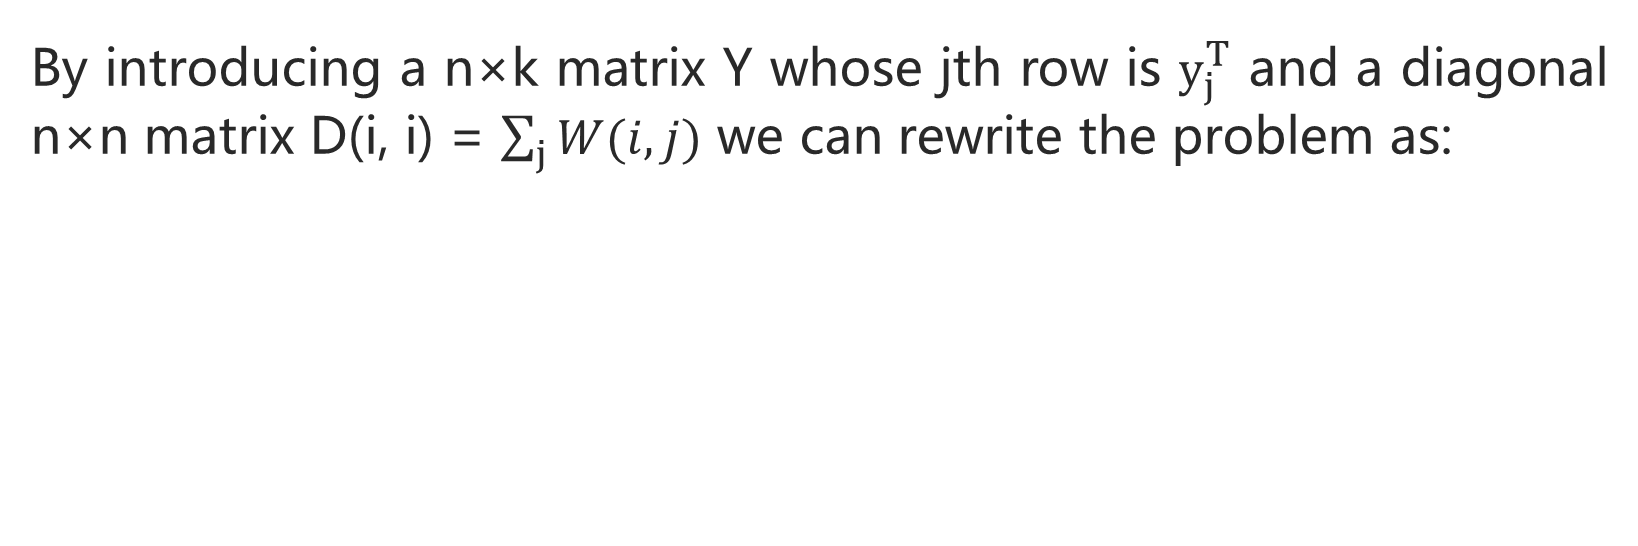 By introducing a n×k matrix Y whose jth row is y_j^T and a diagonal
n×n matrix D(i, i) = ∑_j W(i,j) we can rewrite the problem as: